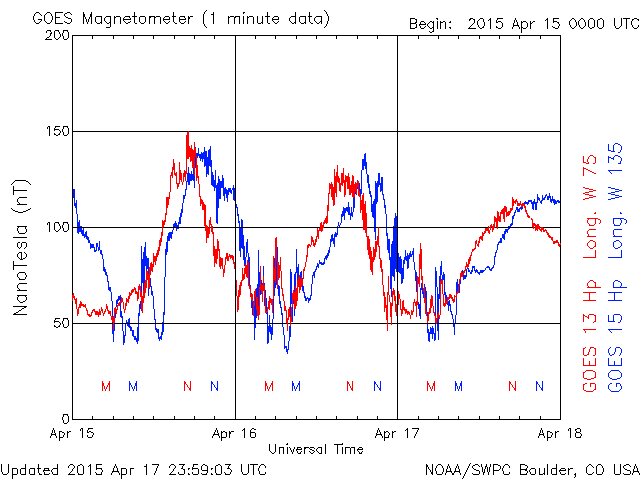 GOES Magnetometer (1 minute data)
Begin: 2015 Apr 15 0000 UTC
200
150
100
50
0
NanoTesla (nT)
M M N N M M N N M M N N
Apr 15 Apr 16 Apr 17 Apr 18
Universal Time
GOES 13 Hp Long. W 75
GOES 15 Hp Long. W 135
Updated 2015 Apr 17 23:59:03 UTC
NOAA/SWPC Boulder, CO USA